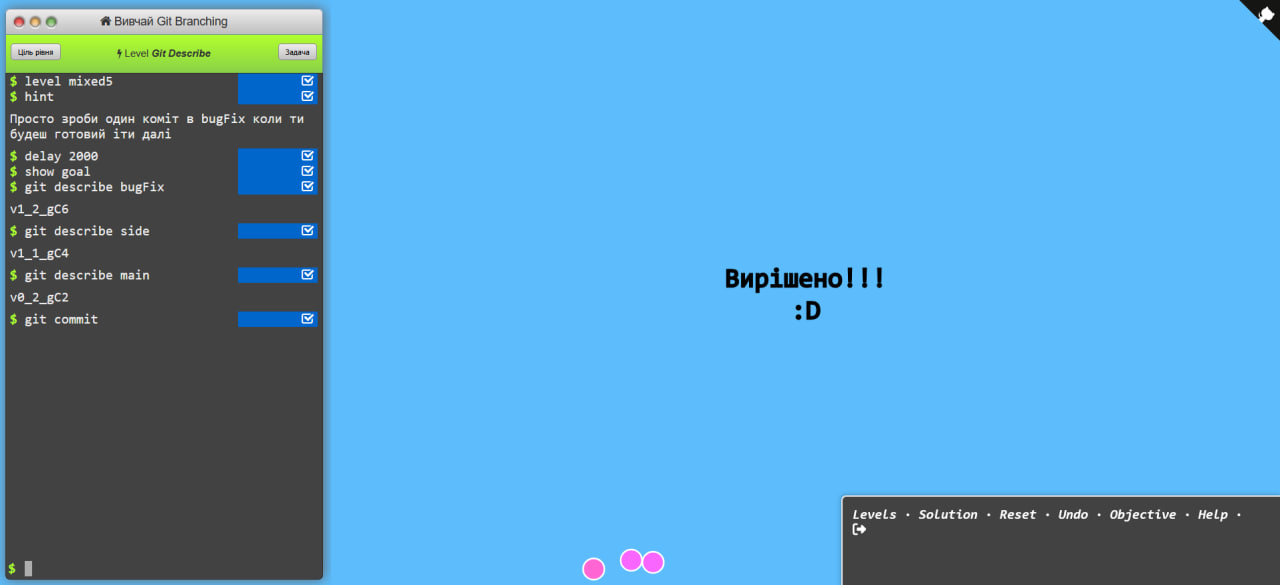 Вивчай Git Branching
Ціль рівня
Level Git Describe
Задача
$ level mixed5
$ hint
Просто зроби один коміт в bugFix коли ти
будеш готовий іти далі
$ delay 2000
$ show goal
$ git describe bugFix
v1_2_gC6
$ git describe side
v1_1_gC4
$ git describe main
v0_2_gC2
$ git commit
$
Вирішено!!!
:D
Levels · Solution · Reset · Undo · Objective · Help ·